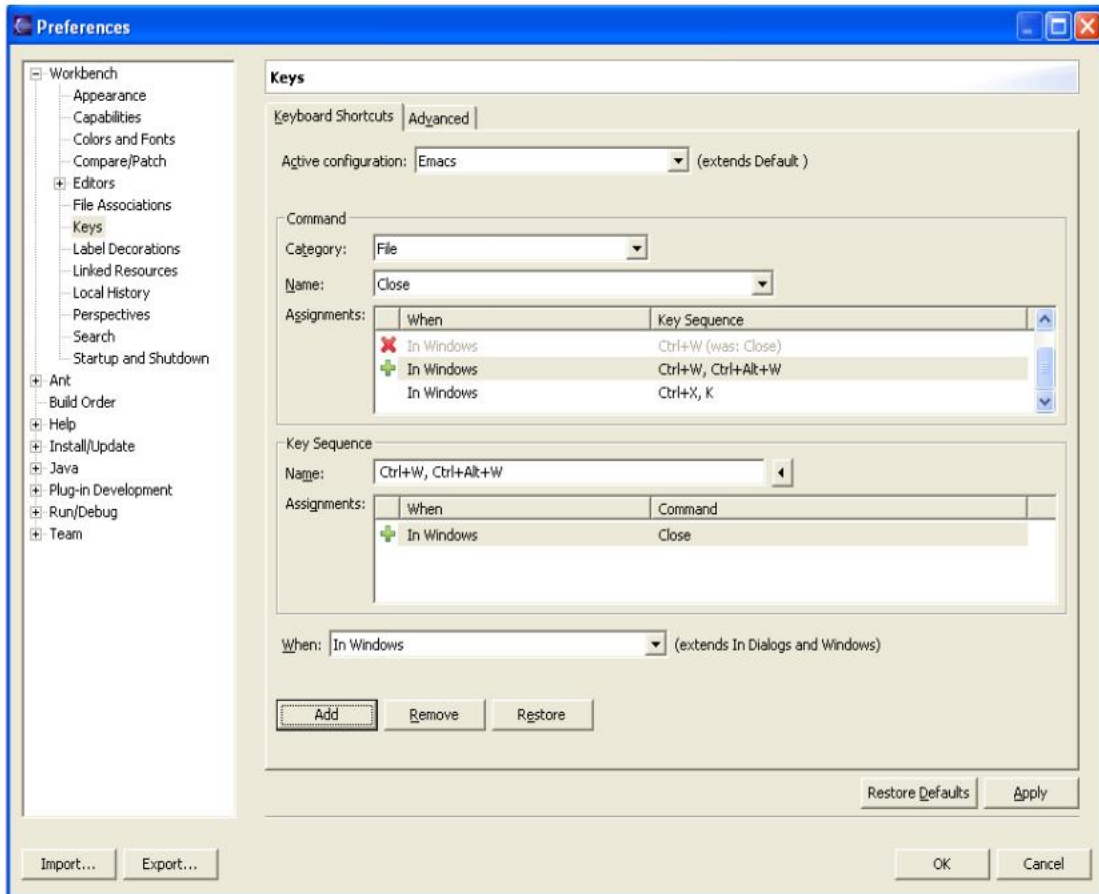 Preferences
Workbench
Appearance
Capabilities
Colors and Fonts
Compare/Patch
Editors
File Associations
Keys
Label Decorations
Linked Resources
Local History
Perspectives
Search
Startup and Shutdown
Ant
Build Order
Help
Install/Update
Java
Plug-in Development
Run/Debug
Team
Import... Export...
Keys
Keyboard Shortcuts Advanced
Active configuration: Emacs (extends Default )
Command
Category: File
Name: Close
Assignments: When Key Sequence
In Windows Ctrl+W (was: Close)
In Windows Ctrl+W, Ctrl+Alt+W
In Windows Ctrl+X, K
Key Sequence
Name: Ctrl+W, Ctrl+Alt+W
Assignments: When Command
In Windows Close
When: In Windows (extends In Dialogs and Windows)
Add Remove Restore
Restore Defaults Apply
OK Cancel